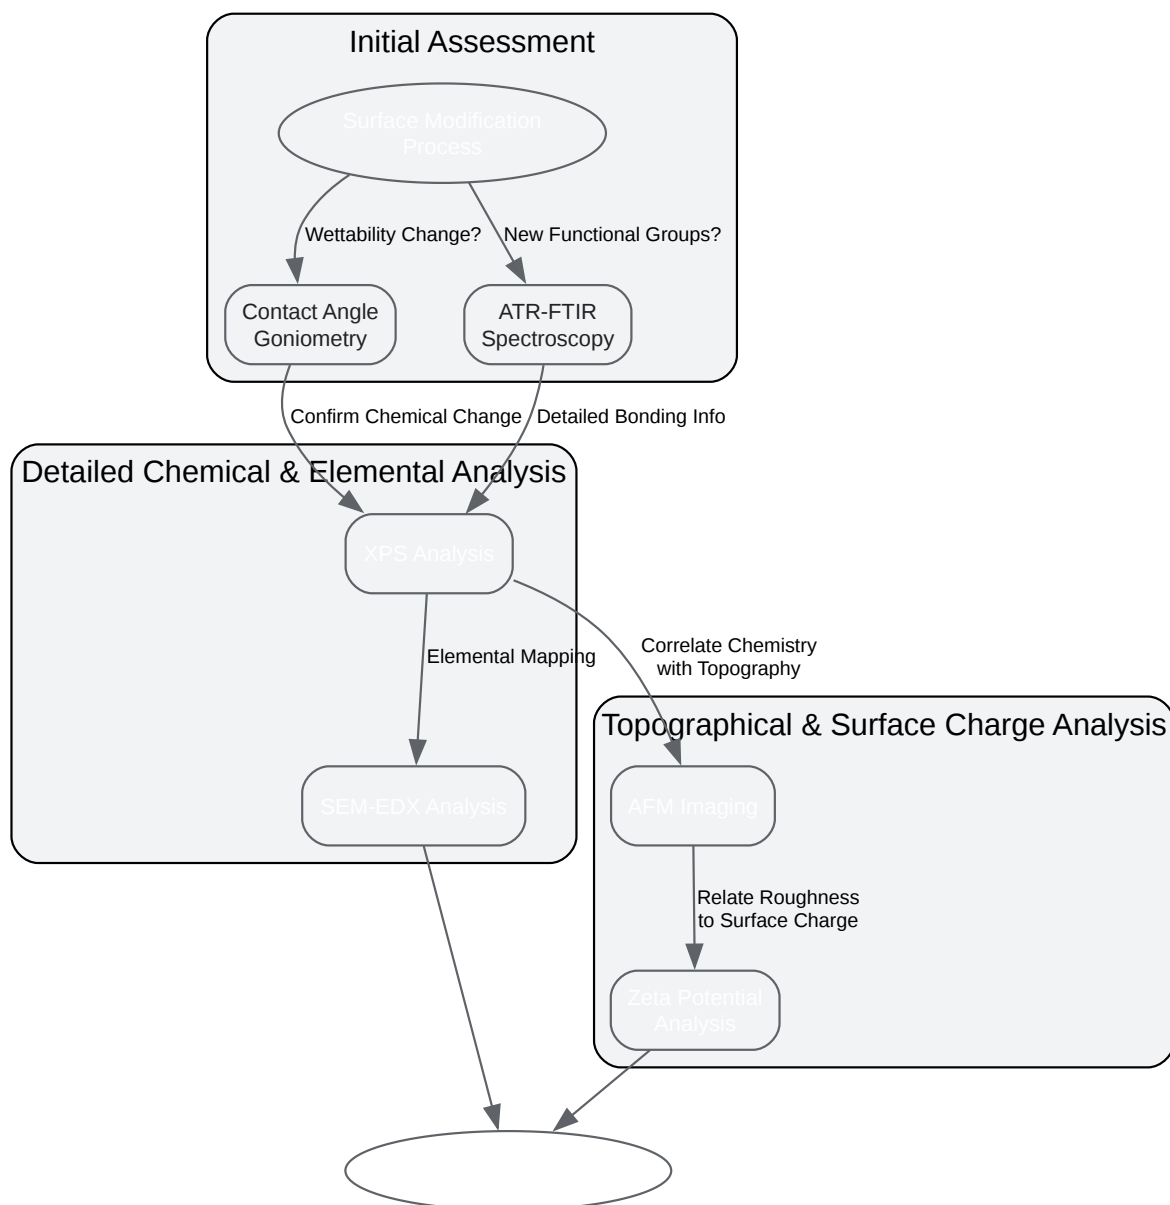 Initial Assessment
Surface Modification
Process
Wettability Change?
New Functional Groups?
Contact Angle
Goniometry
ATR-FTIR
Spectroscopy
Confirm Chemical Change
Detailed Bonding Info
Detailed Chemical & Elemental Analysis
XPS Analysis
Elemental Mapping
Correlate Chemistry
with Topography
Topographical & Surface Charge Analysis
SEM-EDX Analysis
AFM Imaging
Relate Roughness
to Surface Charge
Zeta Potential
Analysis